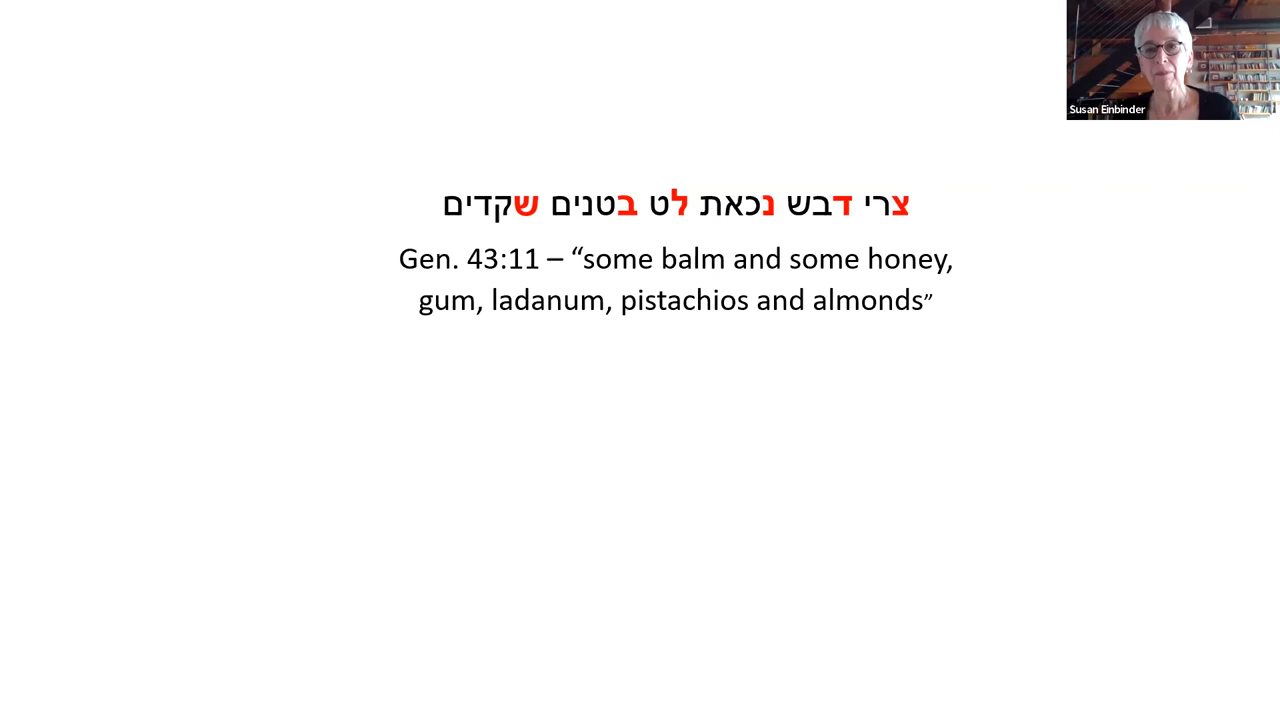 Susan Einbinder
צרי דבש נכאת לט בטנים שקדים
Gen. 43:11 – “some balm and some honey,
gum, ladanum, pistachios and almonds”